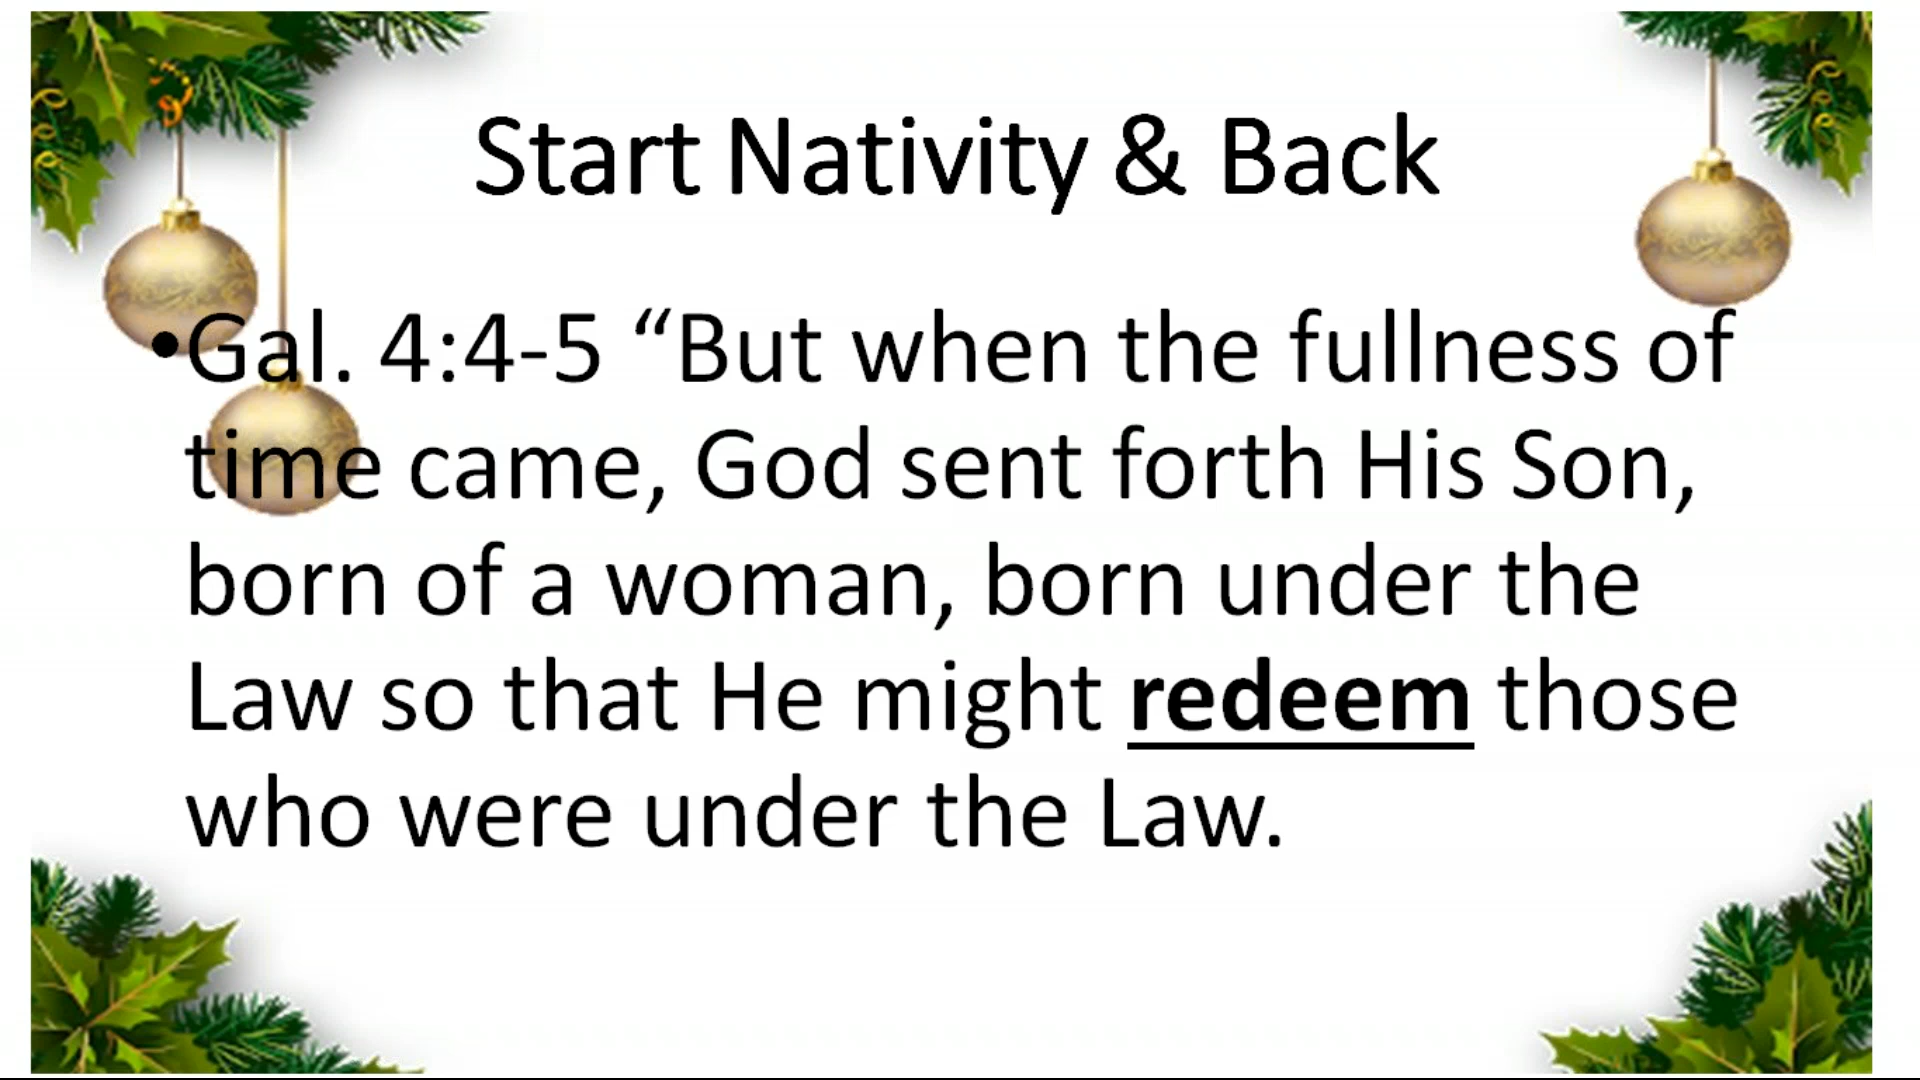 Start Nativity & Back
•Gal. 4:4-5 “But when the fullness of
time came, God sent forth His Son,
born of a woman, born under the
Law so that He might redeem those
who were under the Law.